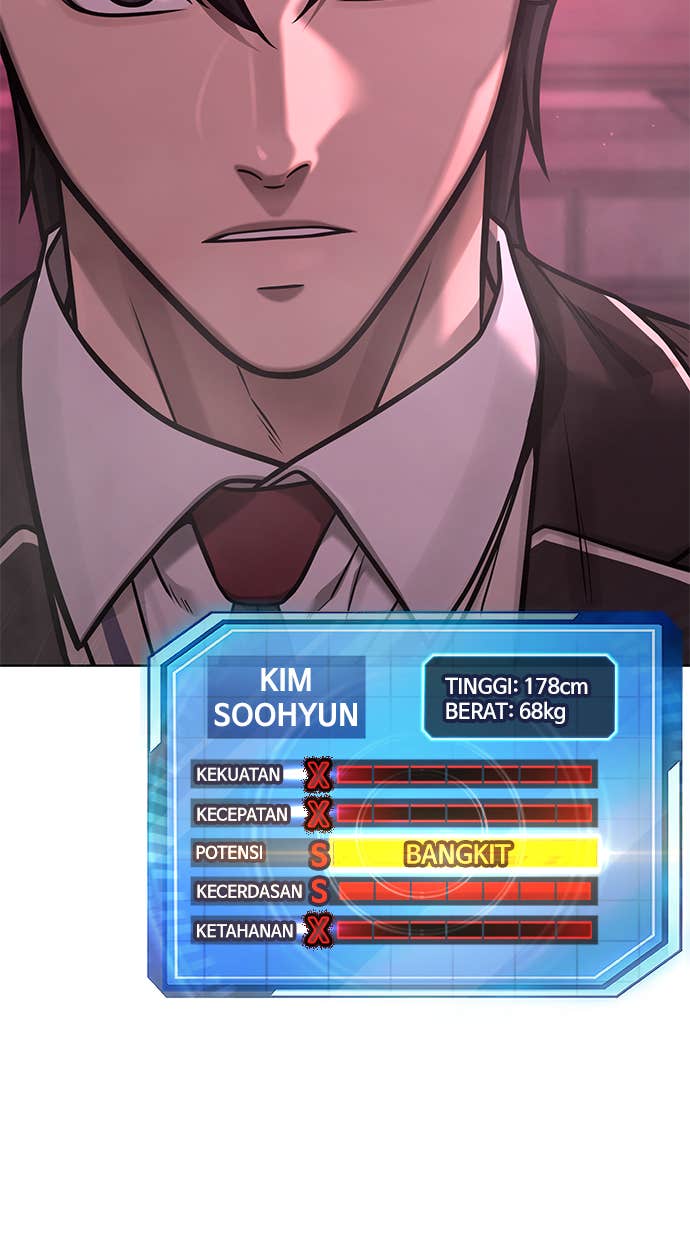 KIM
SOOHYUN
TINGGI: 178cm
BERAT: 68kg
KEKUATAN X
KECEPATAN X
POTENSI S BANGKIT
KECERDASAN S
KETAHANAN X